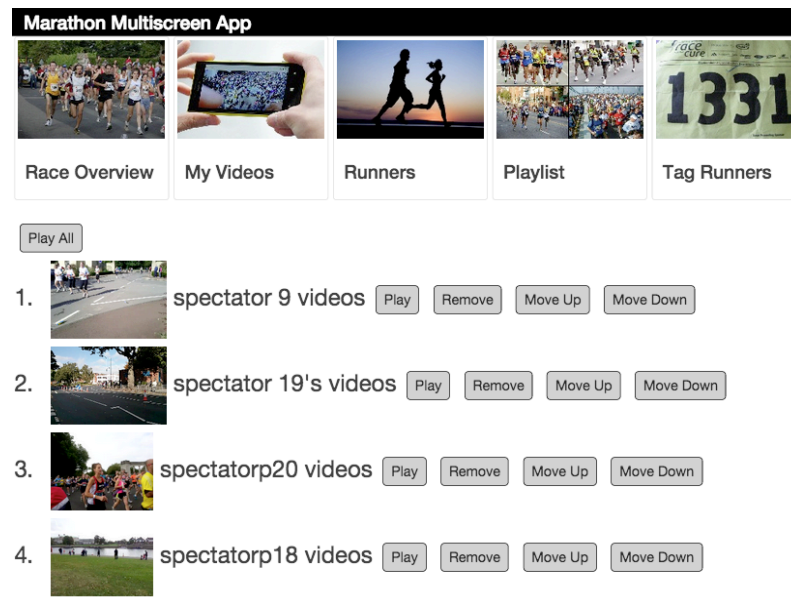 Marathon Multiscreen App
race
cure
1331
Race Overview My Videos Runners Playlist Tag Runners
Play All
1. spectator 9 videos Play Remove Move Up Move Down
2. spectator 19's videos Play Remove Move Up Move Down
3. spectatorp20 videos Play Remove Move Up Move Down
4. spectatorp18 videos Play Remove Move Up Move Down